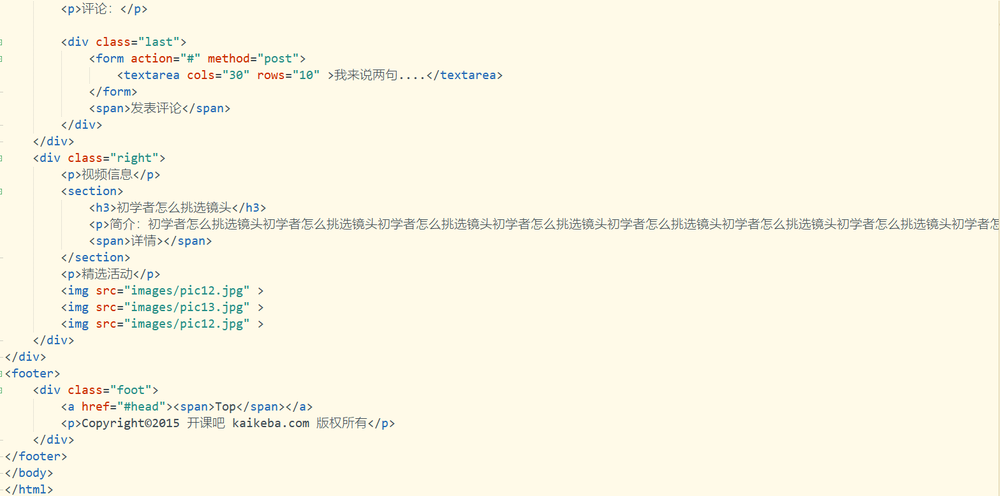 <p>评论：</p>
<div class="last">
<form action="#" method="post">
<textarea cols="30" rows="10" >我来说两句....</textarea>
</form>
<span>发表评论</span>
</div>
</div>
<div class="right">
<p>视频信息</p>
<section>
<h3>初学者怎么挑选镜头</h3>
<p>简介：初学者怎么挑选镜头初学者怎么挑选镜头初学者怎么挑选镜头初学者怎么挑选镜头初学者怎么挑选镜头初学者怎么挑选镜头初学者怎么挑选镜头初学者怎
<span>详情></span>
</section>
<p>精选活动</p>
<img src="images/pic12.jpg" >
<img src="images/pic13.jpg" >
<img src="images/pic12.jpg" >
</div>
</div>
<footer>
<div class="foot">
<a href="#head"><span>Top</span></a>
<p>Copyright©2015 开课吧 kaikeba.com 版权所有</p>
</div>
</footer>
</body>
</html>